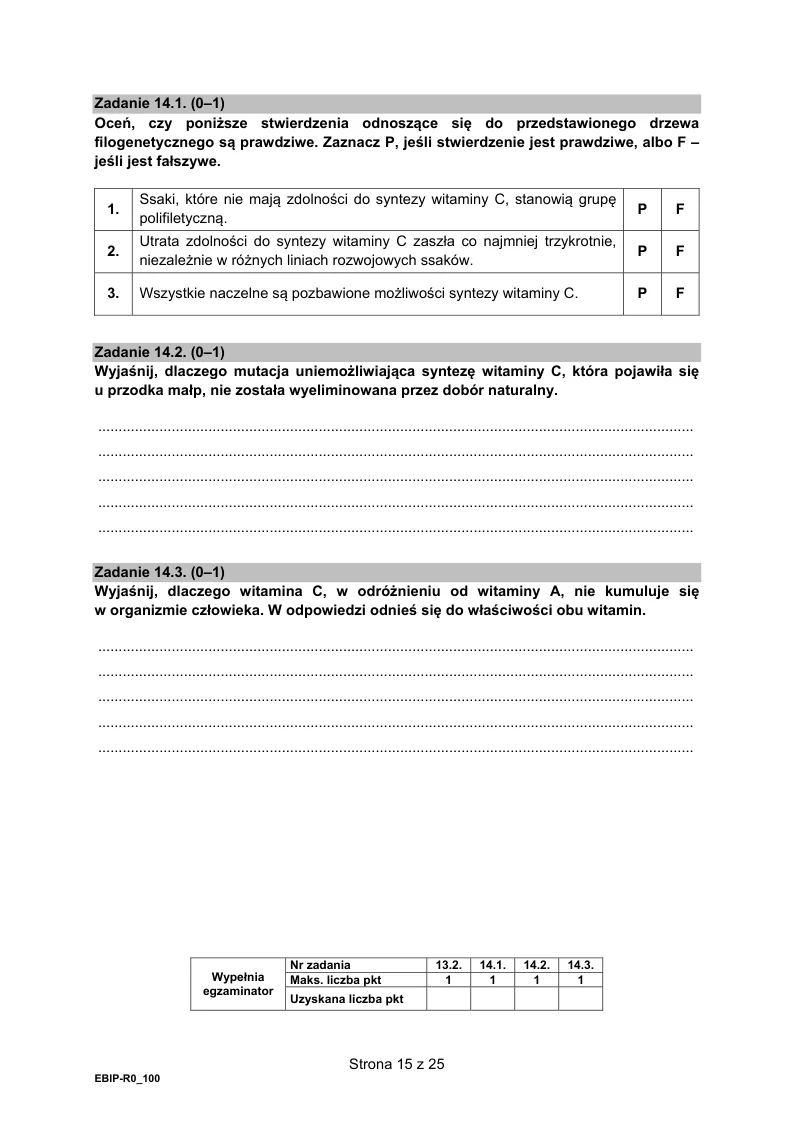 Zadanie 14.1. (0–1)
Oceń, czy poniższe stwierdzenia odnoszące się do przedstawionego drzewa
filogenetycznego są prawdziwe. Zaznacz P, jeśli stwierdzenie jest prawdziwe, albo F –
jeśli jest fałszywe.
1. Ssaki, które nie mają zdolności do syntezy witaminy C, stanowią grupę polifiletyczną. P F
2. Utrata zdolności do syntezy witaminy C zaszła co najmniej trzykrotnie, niezależnie w różnych liniach rozwojowych ssaków. P F
3. Wszystkie naczelne są pozbawione możliwości syntezy witaminy C. P F
Zadanie 14.2. (0–1)
Wyjaśnij, dlaczego mutacja uniemożliwiająca syntezę witaminy C, która pojawiła się
u przodka małp, nie została wyeliminowana przez dobór naturalny.
Zadanie 14.3. (0–1)
Wyjaśnij, dlaczego witamina C, w odróżnieniu od witaminy A, nie kumuluje się
w organizmie człowieka. W odpowiedzi odnieś się do właściwości obu witamin.
Wypełnia egzaminator
Nr zadania 13.2. 14.1. 14.2. 14.3.
Maks. liczba pkt 1 1 1 1
Uzyskana liczba pkt
Strona 15 z 25
EBIP-R0_100